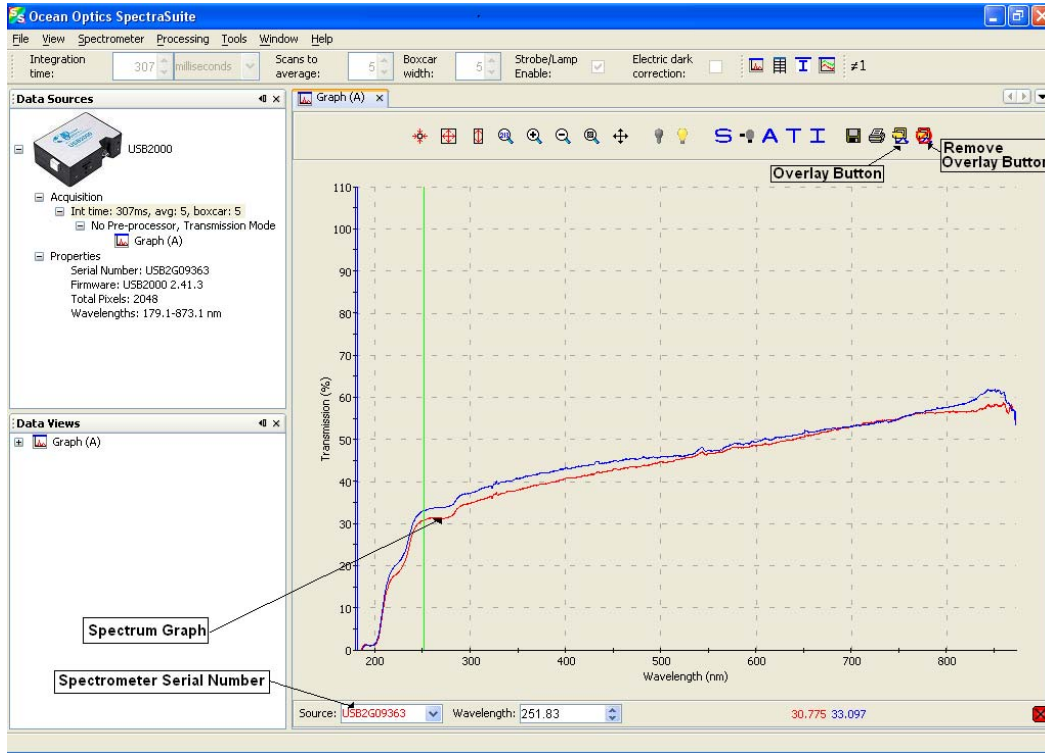 Ocean Optics SpectraSuite
File View Spectrometer Processing Tools Window Help
Integration time: 307 milliseconds Scans to average: 5 Boxcar width: 5 Strobe/Lamp Enable: Electric dark correction: ≠1
Data Sources
USB2000
Acquisition
Int time: 307ms, avg: 5, boxcar: 5
No Pre-processor, Transmission Mode
Graph (A)
Properties
Serial Number: USB2G09363
Firmware: USB2000 2.41.3
Total Pixels: 2048
Wavelengths: 179.1-873.1 nm
Data Views
Graph (A)
Graph (A)
S A T I
Overlay Button
Remove
Overlay Button
Transmission (%)
110
100
90
80
70
60
50
40
30
20
10
0
200 300 400 500 600 700 800
Wavelength (nm)
Spectrum Graph
Spectrometer Serial Number
Source: USB2G09363 Wavelength: 251.83 30.775 33.097